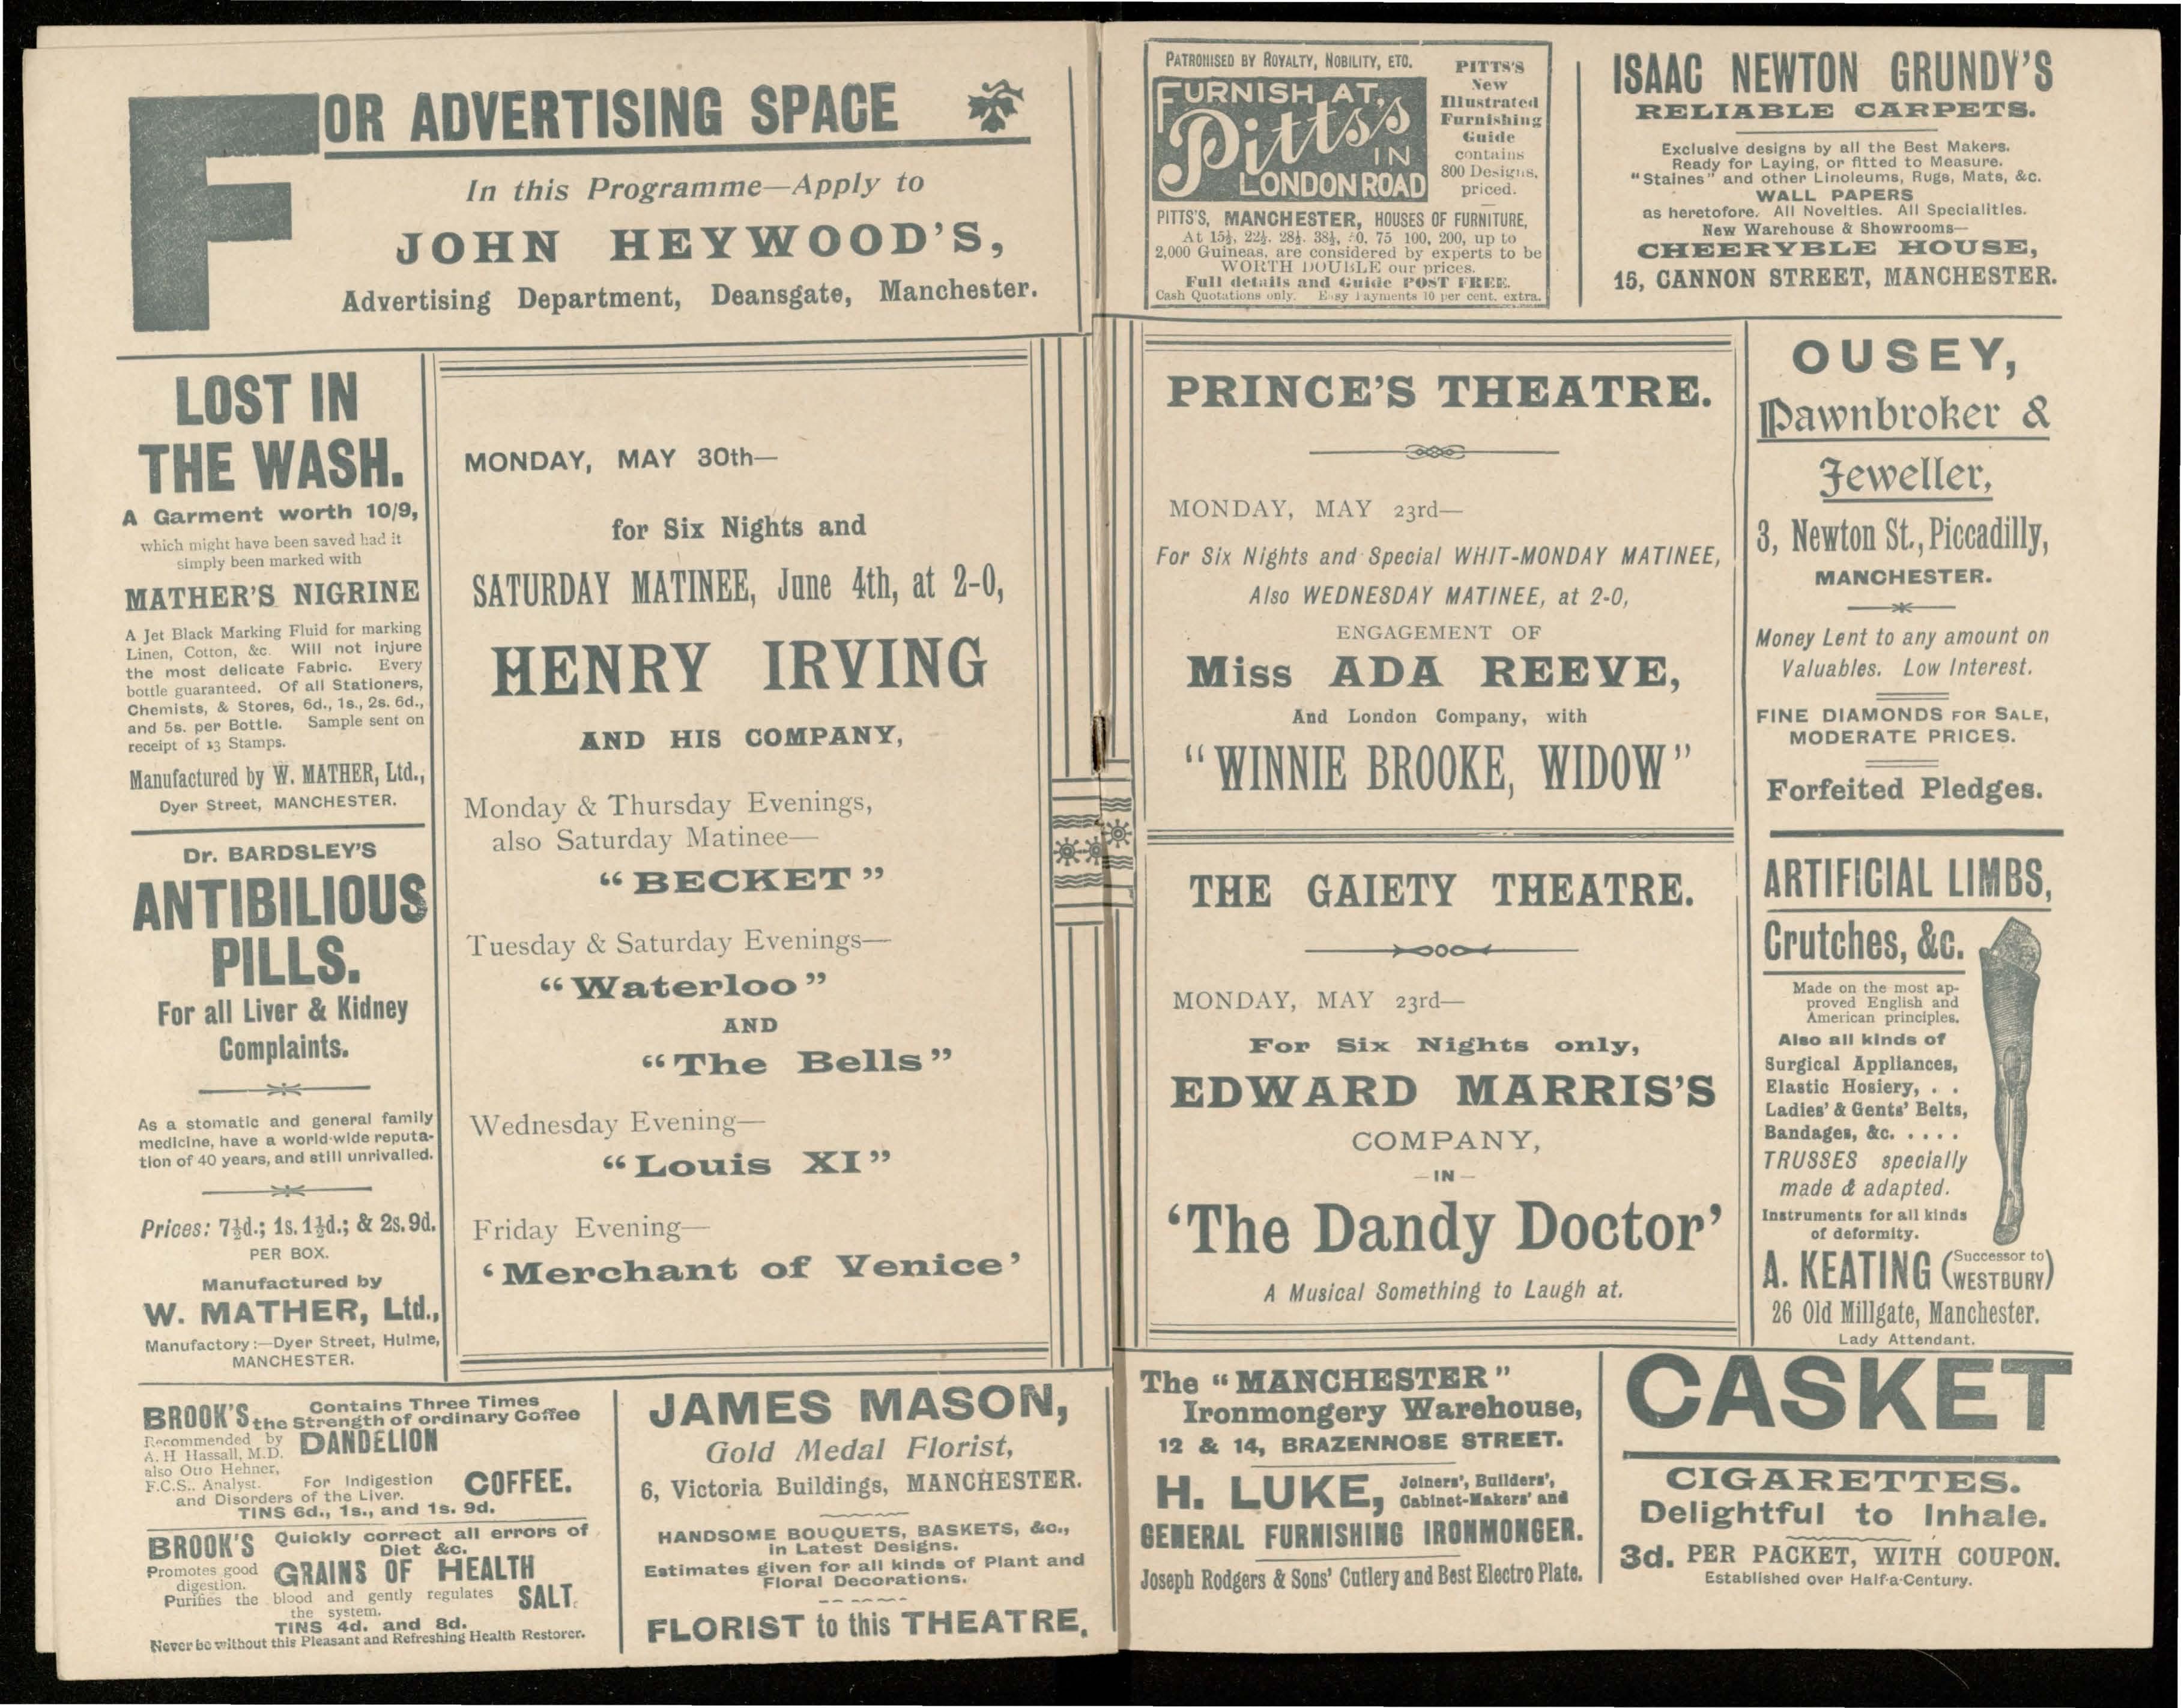 FOR ADVERTISING SPACE
In this Programme—Apply to
JOHN HEYWOOD'S,
Advertising Department, Deansgate, Manchester.
LOST IN
THE WASH.
A Garment worth 10/9,
which might have been saved had it
simply been marked with
MATHER'S NIGRINE
A Jet Black Marking Fluid for marking
Linen, Cotton, &c. Will not injure
the most delicate Fabric. Every
bottle guaranteed. Of all Stationers,
Chemists, & Stores, 6d., 1s., 2s. 6d.,
and 5s. per Bottle. Sample sent on
receipt of 13 Stamps.
Manufactured by W. MATHER, Ltd.,
Dyer Street, MANCHESTER.
Dr. BARDSLEY'S
ANTIBILIOUS
PILLS.
For all Liver & Kidney
Complaints.
As a stomatic and general family
medicine, have a world-wide reputa-
tion of 40 years, and still unrivalled.
Prices: 7½d.; 1s. 1½d.; & 2s. 9d.
PER BOX.
Manufactured by
W. MATHER, Ltd.,
Manufactory:—Dyer Street, Hulme,
MANCHESTER.
MONDAY, MAY 30th—
for Six Nights and
SATURDAY MATINEE, June 4th, at 2-0,
HENRY IRVING
AND HIS COMPANY,
Monday & Thursday Evenings,
also Saturday Matinee—
"BECKET"
Tuesday & Saturday Evenings—
"Waterloo"
AND
"The Bells"
Wednesday Evening—
"Louis XI"
Friday Evening—
'Merchant of Venice'
BROOK'S Contains Three Times
the Strength of ordinary Coffee
Recommended by
A. H Hassall, M.D.
DANDELION
also Otto Hehner,
F.C.S., Analyst. For Indigestion COFFEE.
and Disorders of the Liver.
TINS 6d., 1s., and 1s. 9d.
BROOK'S Quickly correct all errors of
Diet &c.
Promotes good
digestion. GRAINS OF HEALTH
Purifies the blood and gently regulates SALT.
the system.
TINS 4d. and 8d.
Never be without this Pleasant and Refreshing Health Restorer.
JAMES MASON,
Gold Medal Florist,
6, Victoria Buildings, MANCHESTER.
HANDSOME BOUQUETS, BASKETS, &c.,
in Latest Designs.
Estimates given for all kinds of Plant and
Floral Decorations.
FLORIST to this THEATRE.
PATRONISED BY ROYALTY, NOBILITY, ETC.
FURNISH AT
Pitts's
IN
LONDON ROAD
PITTS'S
New
Illustrated
Furnishing
Guide
contains
800 Designs,
priced.
PITTS'S, MANCHESTER, HOUSES OF FURNITURE,
At 15½, 22½. 28½. 38½, 50, 75 100, 200, up to
2,000 Guineas, are considered by experts to be
WORTH DOUBLE our prices.
Full details and Guide POST FREE.
Cash Quotations only. Easy Payments 10 per cent. extra.
ISAAC NEWTON GRUNDY'S
RELIABLE CARPETS.
Exclusive designs by all the Best Makers.
Ready for Laying, or fitted to Measure.
"Staines" and other Linoleums, Rugs, Mats, &c.
WALL PAPERS
as heretofore. All Novelties. All Specialities.
New Warehouse & Showrooms—
CHEERYBLE HOUSE,
15, CANNON STREET, MANCHESTER.
PRINCE'S THEATRE.
MONDAY, MAY 23rd—
For Six Nights and Special WHIT-MONDAY MATINEE,
Also WEDNESDAY MATINEE, at 2-0,
ENGAGEMENT OF
Miss ADA REEVE,
And London Company, with
"WINNIE BROOKE, WIDOW"
THE GAIETY THEATRE.
MONDAY, MAY 23rd—
For Six Nights only,
EDWARD MARRIS'S
COMPANY,
—IN—
'The Dandy Doctor'
A Musical Something to Laugh at.
OUSEY,
Pawnbroker &
Jeweller,
3, Newton St., Piccadilly,
MANCHESTER.
Money Lent to any amount on
Valuables. Low Interest.
FINE DIAMONDS FOR SALE,
MODERATE PRICES.
Forfeited Pledges.
ARTIFICIAL LIMBS,
Crutches, &c.
Made on the most ap-
proved English and
American principles.
Also all kinds of
Surgical Appliances,
Elastic Hosiery, . .
Ladies' & Gents' Belts,
Bandages, &c. . . . .
TRUSSES specially
made & adapted.
Instruments for all kinds
of deformity.
A. KEATING (Successor to WESTBURY)
26 Old Millgate, Manchester.
Lady Attendant.
The "MANCHESTER"
Ironmongery Warehouse,
12 & 14, BRAZENNOSE STREET.
H. LUKE, Joiners', Builders',
Cabinet-Makers' and
GENERAL FURNISHING IRONMONGER.
Joseph Rodgers & Sons' Cutlery and Best Electro Plate.
CASKET
CIGARETTES.
Delightful to Inhale.
3d. PER PACKET, WITH COUPON.
Established over Half-a-Century.